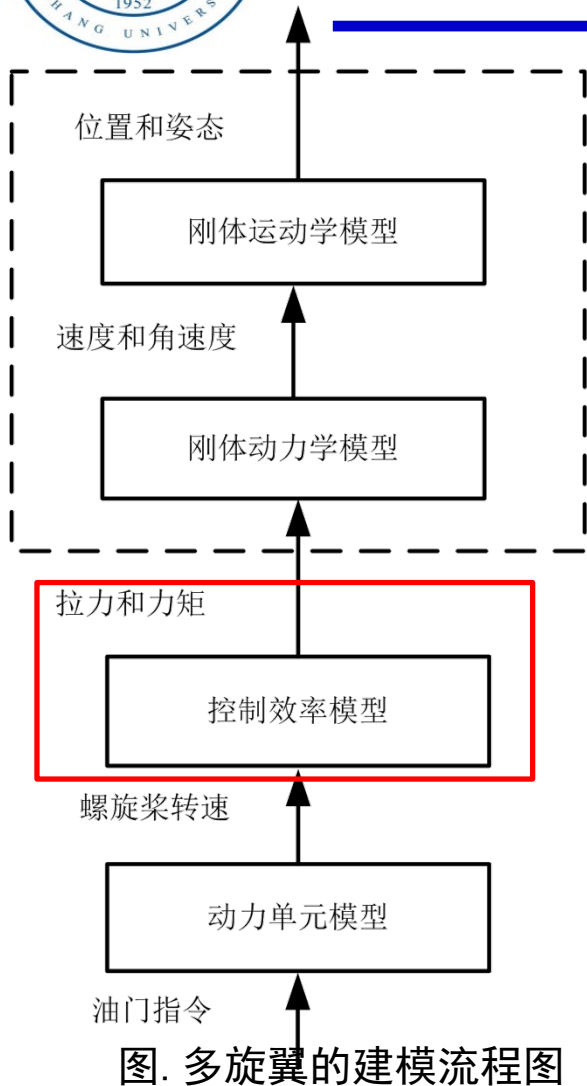 1952
HANG UNIVERS
位置和姿态
刚体运动学模型
速度和角速度
刚体动力学模型
拉力和力矩
控制效率模型
螺旋桨转速
动力单元模型
油门指令
图. 多旋翼的建模流程图